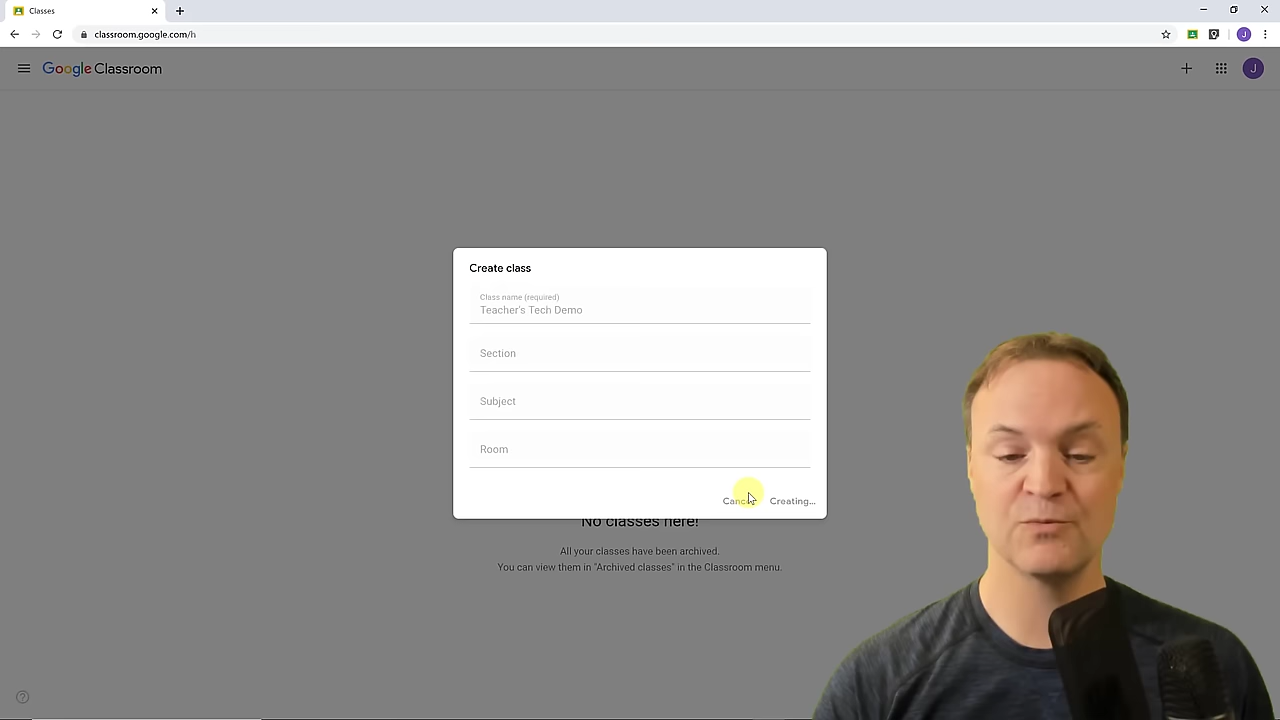 Classes
classroom.google.com/h
J
Google Classroom
J
Create class
Class name (required)
Teacher's Tech Demo
Section
Subject
Room
Creating...
No classes here!
All your classes have been archived.
You can view them in "Archived classes" in the Classroom menu.